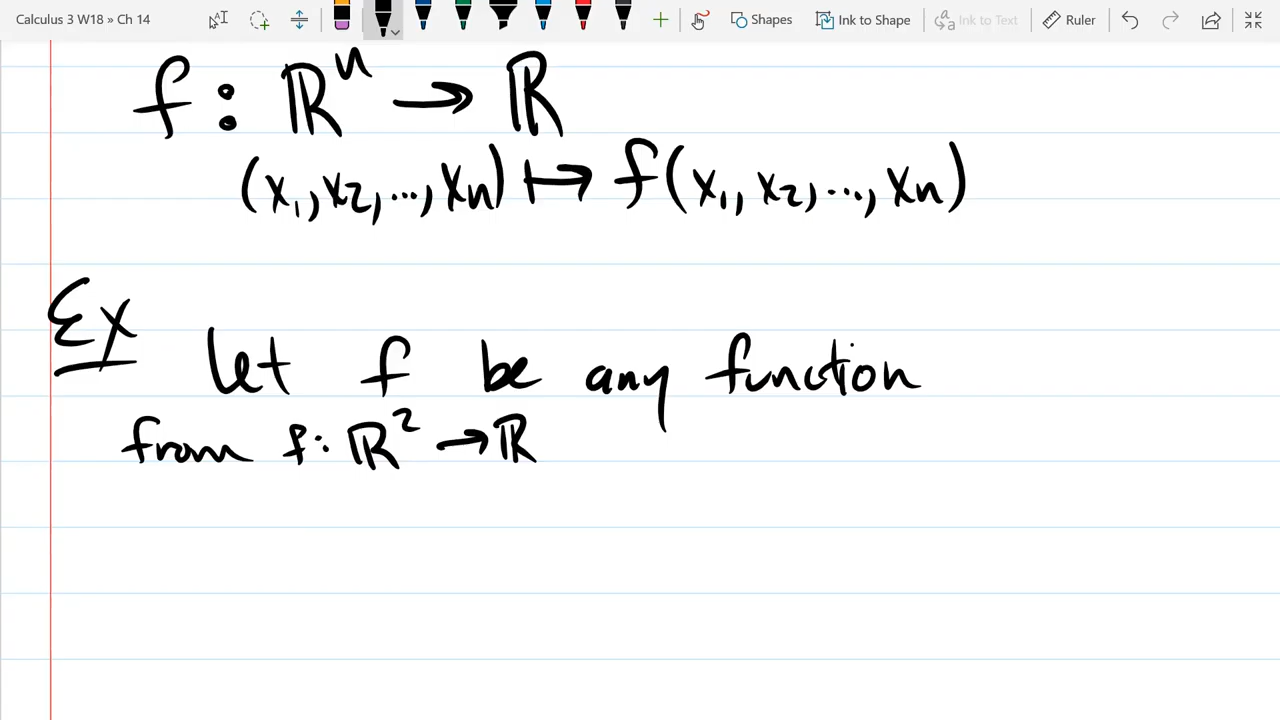 Calculus 3 W18 » Ch 14
Shapes
Ink to Shape
Ink to Text
Ruler
f : ℝⁿ → ℝ
(x₁, x₂, ..., xₙ) ↦ f(x₁, x₂, ..., xₙ)
Ex Let f be any function
from f: ℝ² → ℝ